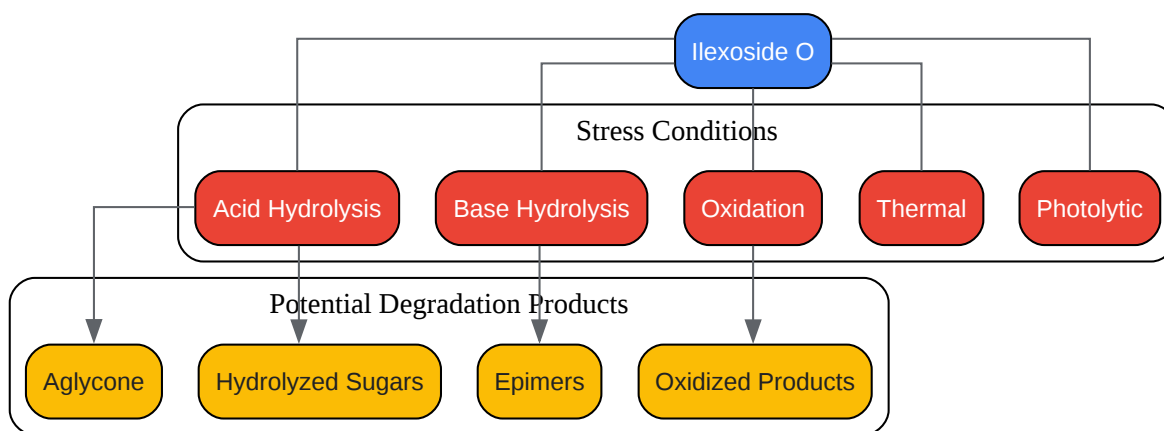 Ilexoside O
Stress Conditions
Acid Hydrolysis
Base Hydrolysis
Oxidation
Thermal
Photolytic
Potential Degradation Products
Aglycone
Hydrolyzed Sugars
Epimers
Oxidized Products